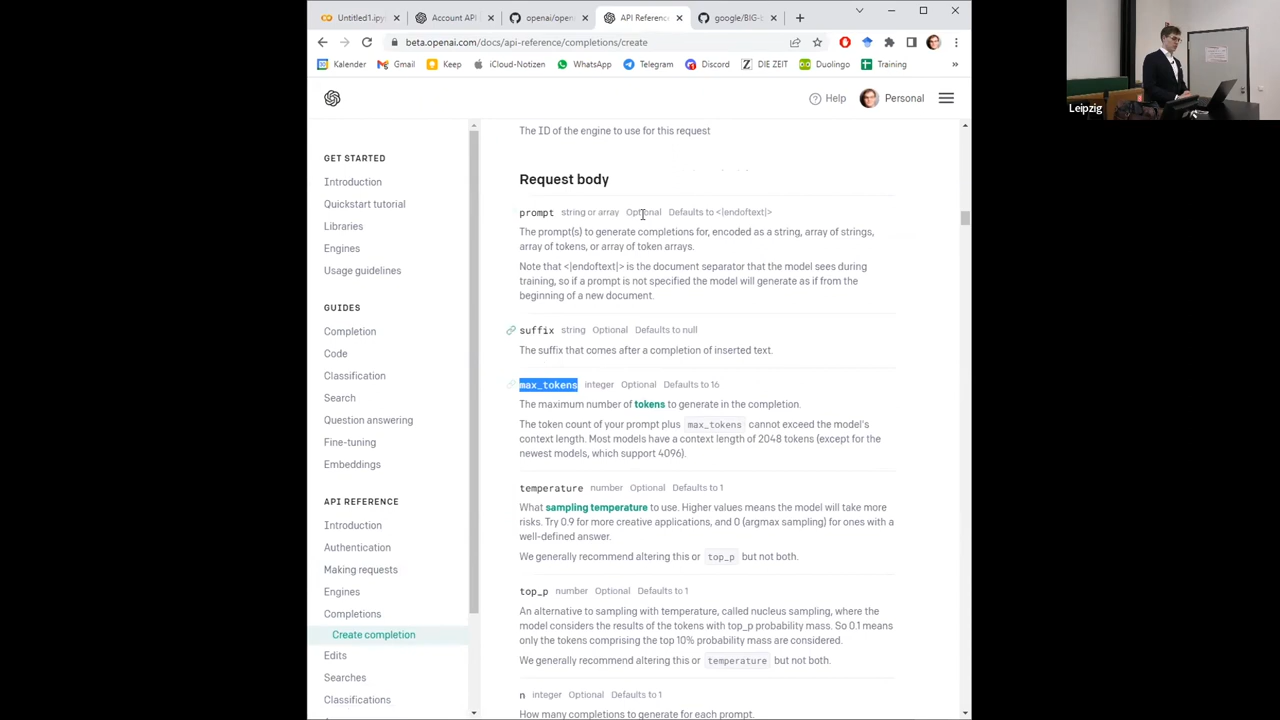 Untitled1.ipy
Account API
openai/open
API Reference
google/BIG-b
beta.openai.com/docs/api-reference/completions/create
Kalender
Gmail
Keep
iCloud-Notizen
WhatsApp
Telegram
Discord
DIE ZEIT
Duolingo
Training
»
Help
Personal
GET STARTED
Introduction
Quickstart tutorial
Libraries
Engines
Usage guidelines
GUIDES
Completion
Code
Classification
Search
Question answering
Fine-tuning
Embeddings
API REFERENCE
Introduction
Authentication
Making requests
Engines
Completions
Create completion
Edits
Searches
Classifications
The ID of the engine to use for this request
Request body
prompt string or array Optional Defaults to <|endoftext|>
The prompt(s) to generate completions for, encoded as a string, array of strings,
array of tokens, or array of token arrays.
Note that <|endoftext|> is the document separator that the model sees during
training, so if a prompt is not specified the model will generate as if from the
beginning of a new document.
suffix string Optional Defaults to null
The suffix that comes after a completion of inserted text.
max_tokens integer Optional Defaults to 16
The maximum number of tokens to generate in the completion.
The token count of your prompt plus max_tokens cannot exceed the model's
context length. Most models have a context length of 2048 tokens (except for the
newest models, which support 4096).
temperature number Optional Defaults to 1
What sampling temperature to use. Higher values means the model will take more
risks. Try 0.9 for more creative applications, and 0 (argmax sampling) for ones with a
well-defined answer.
We generally recommend altering this or top_p but not both.
top_p number Optional Defaults to 1
An alternative to sampling with temperature, called nucleus sampling, where the
model considers the results of the tokens with top_p probability mass. So 0.1 means
only the tokens comprising the top 10% probability mass are considered.
We generally recommend altering this or temperature but not both.
n integer Optional Defaults to 1
How many completions to generate for each prompt.
Leipzig